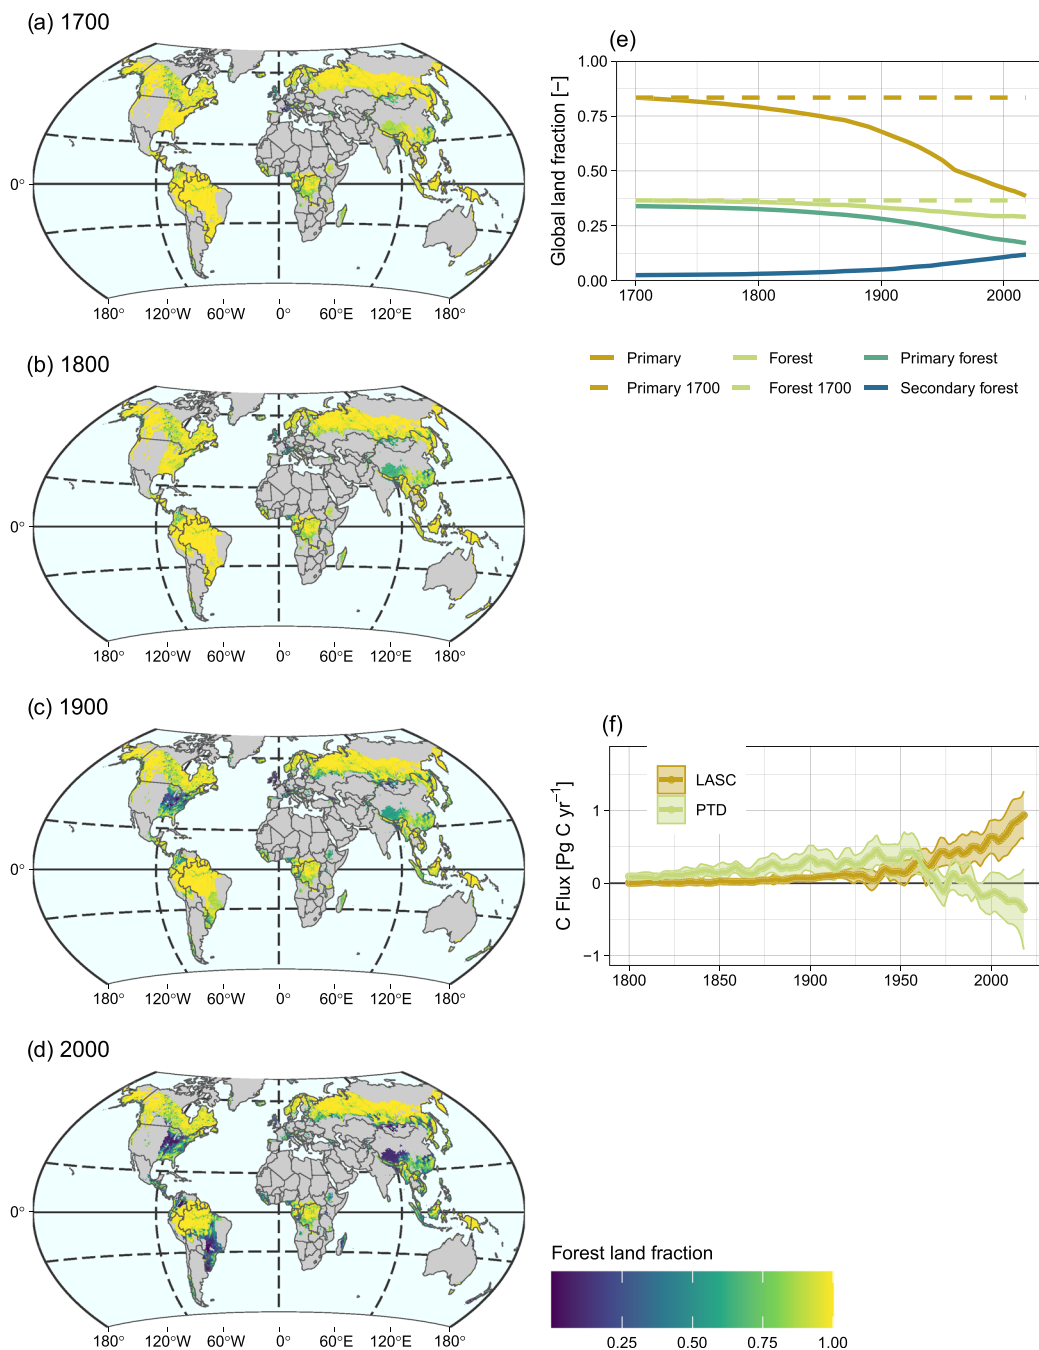 (a) 1700
0°
180° 120°W 60°W 0° 60°E 120°E 180°
(b) 1800
0°
180° 120°W 60°W 0° 60°E 120°E 180°
(c) 1900
0°
180° 120°W 60°W 0° 60°E 120°E 180°
(d) 2000
0°
180° 120°W 60°W 0° 60°E 120°E 180°
(e)
Global land fraction [−]
1.00
0.75
0.50
0.25
0.00
1700 1800 1900 2000
Primary Forest Primary forest
Primary 1700 Forest 1700 Secondary forest
(f)
C Flux [Pg C yr⁻¹]
LASC
PTD
1
0
−1
1800 1850 1900 1950 2000
Forest land fraction
0.25 0.50 0.75 1.00